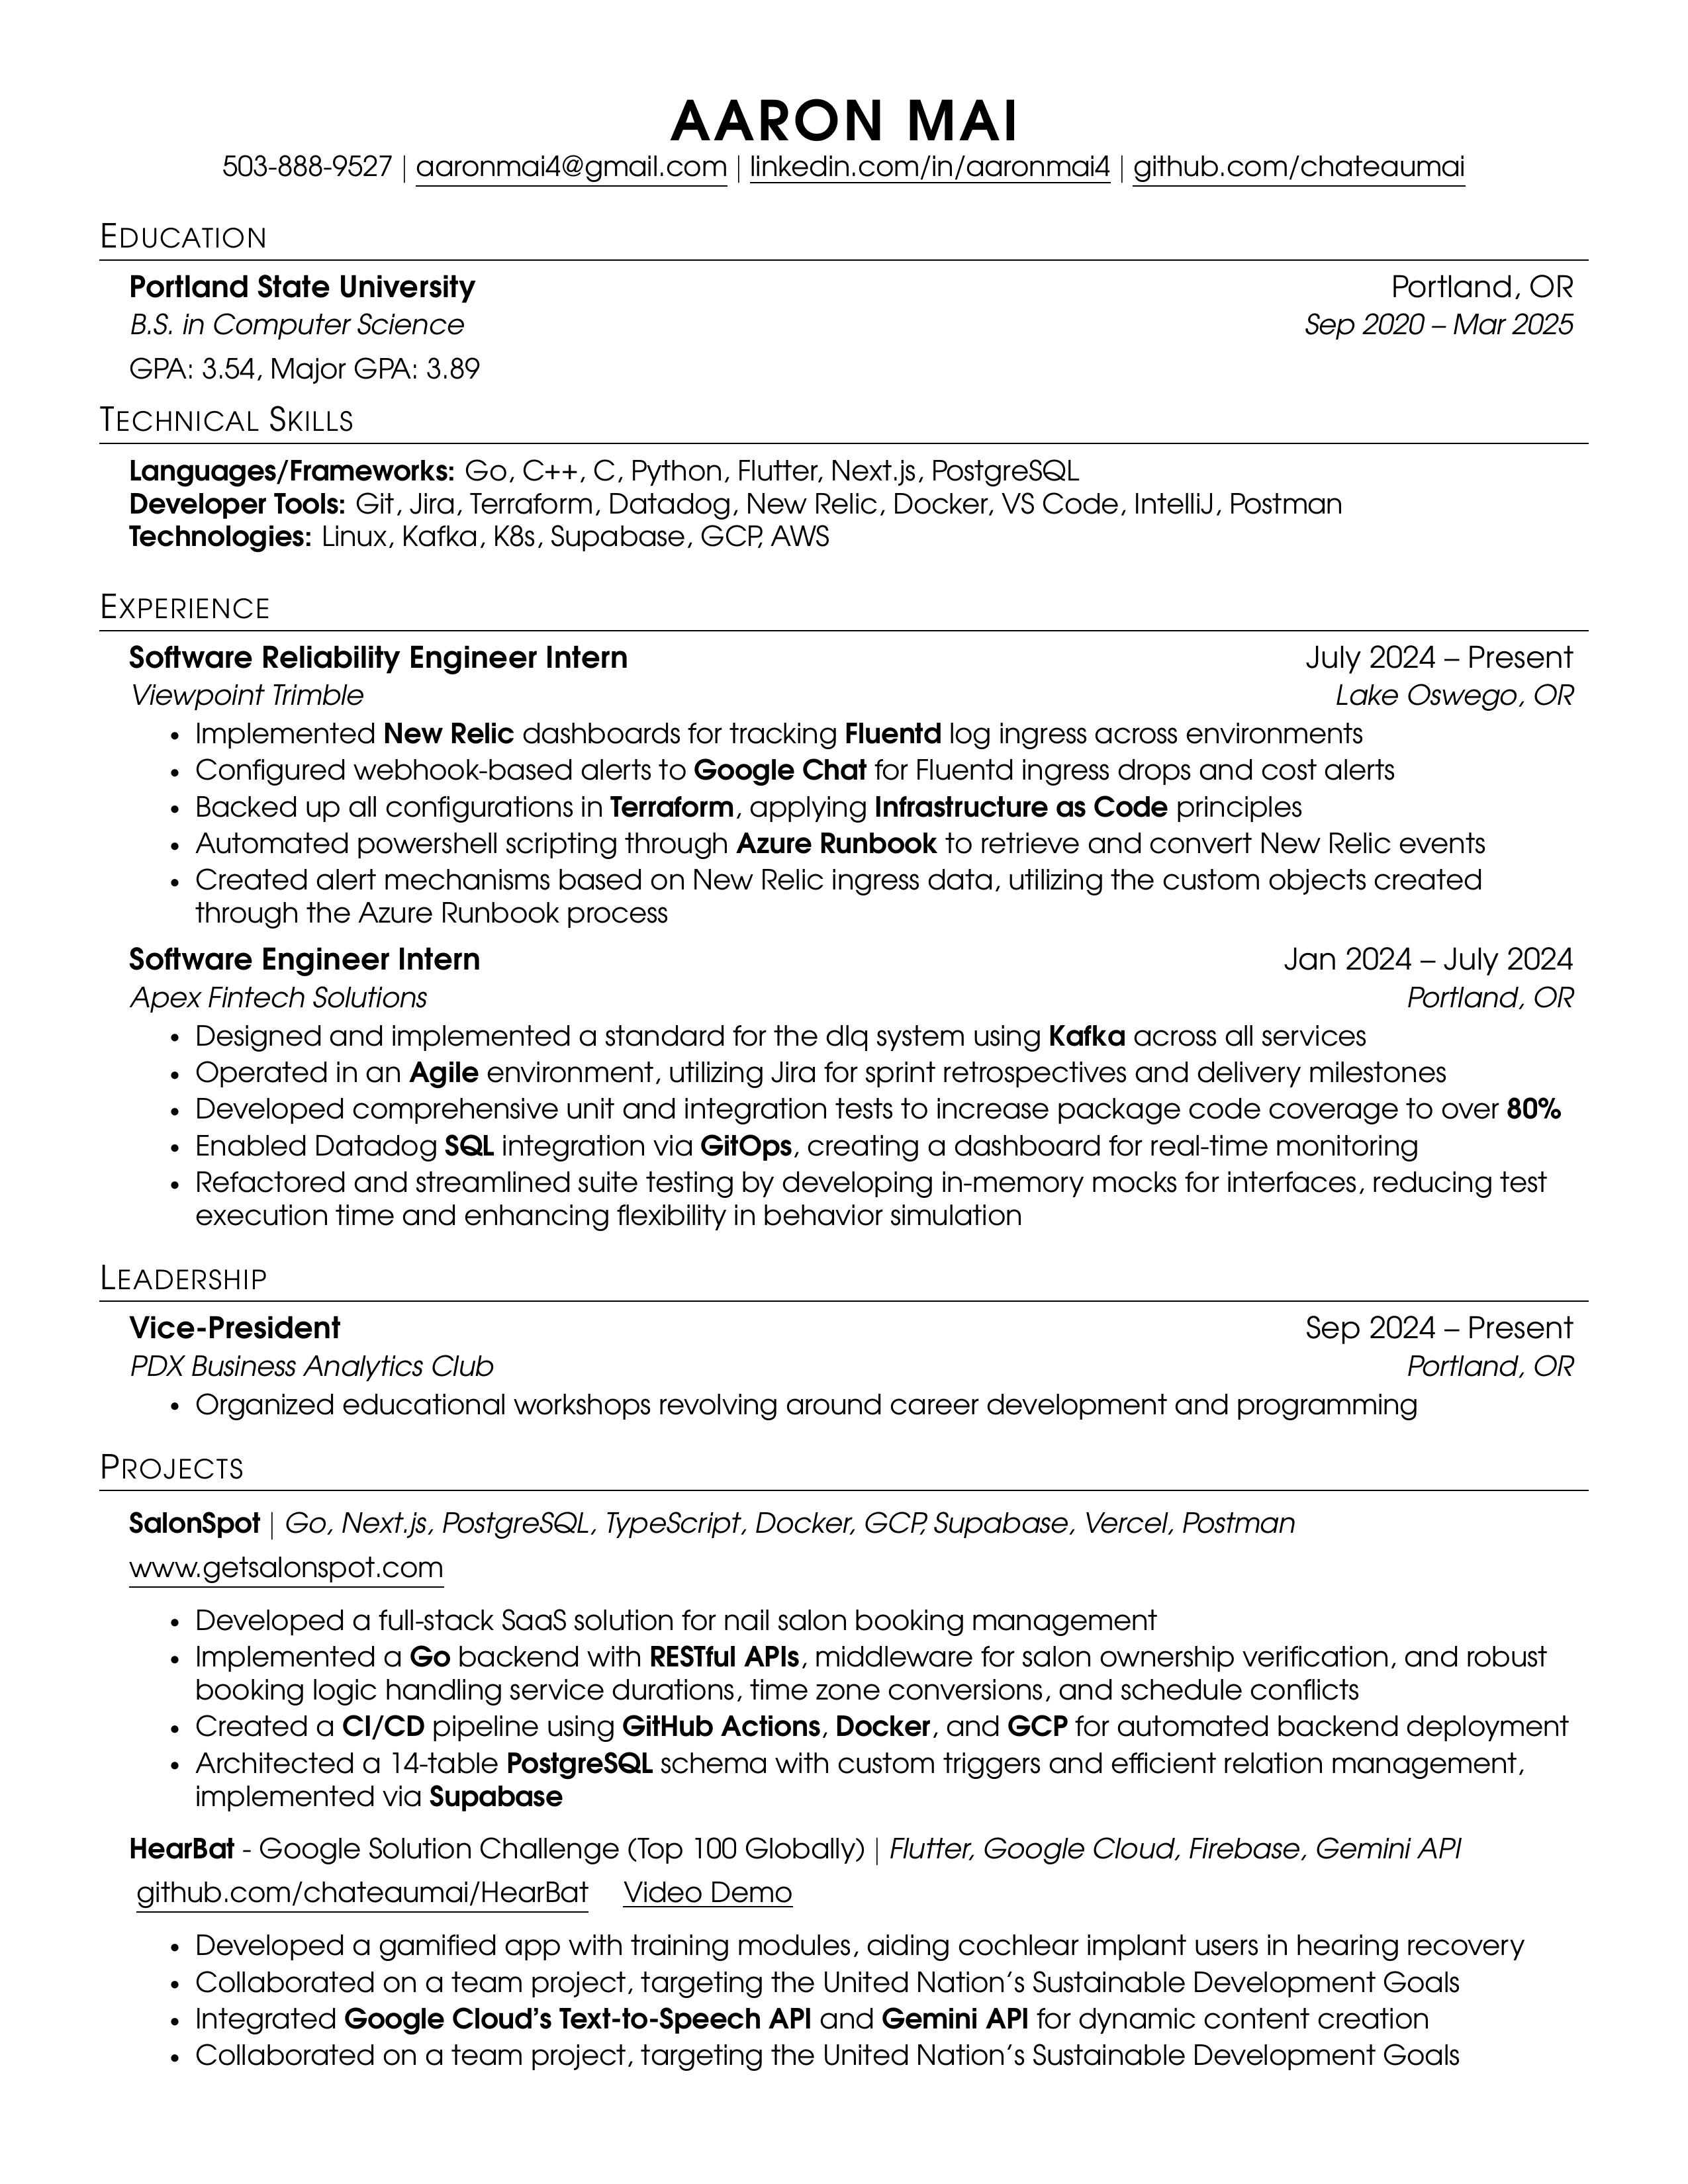 AARON MAI
503-888-9527 | aaronmai4@gmail.com | linkedin.com/in/aaronmai4 | github.com/chateaumai
EDUCATION
Portland State University Portland, OR
B.S. in Computer Science Sep 2020 – Mar 2025
GPA: 3.54, Major GPA: 3.89
TECHNICAL SKILLS
Languages/Frameworks: Go, C++, C, Python, Flutter, Next.js, PostgreSQL
Developer Tools: Git, Jira, Terraform, Datadog, New Relic, Docker, VS Code, IntelliJ, Postman
Technologies: Linux, Kafka, K8s, Supabase, GCP, AWS
EXPERIENCE
Software Reliability Engineer Intern July 2024 – Present
Viewpoint Trimble Lake Oswego, OR
• Implemented New Relic dashboards for tracking Fluentd log ingress across environments
• Configured webhook-based alerts to Google Chat for Fluentd ingress drops and cost alerts
• Backed up all configurations in Terraform, applying Infrastructure as Code principles
• Automated powershell scripting through Azure Runbook to retrieve and convert New Relic events
• Created alert mechanisms based on New Relic ingress data, utilizing the custom objects created
through the Azure Runbook process
Software Engineer Intern Jan 2024 – July 2024
Apex Fintech Solutions Portland, OR
• Designed and implemented a standard for the dlq system using Kafka across all services
• Operated in an Agile environment, utilizing Jira for sprint retrospectives and delivery milestones
• Developed comprehensive unit and integration tests to increase package code coverage to over 80%
• Enabled Datadog SQL integration via GitOps, creating a dashboard for real-time monitoring
• Refactored and streamlined suite testing by developing in-memory mocks for interfaces, reducing test
execution time and enhancing flexibility in behavior simulation
LEADERSHIP
Vice-President Sep 2024 – Present
PDX Business Analytics Club Portland, OR
• Organized educational workshops revolving around career development and programming
PROJECTS
SalonSpot | Go, Next.js, PostgreSQL, TypeScript, Docker, GCP, Supabase, Vercel, Postman
www.getsalonspot.com
• Developed a full-stack SaaS solution for nail salon booking management
• Implemented a Go backend with RESTful APIs, middleware for salon ownership verification, and robust
booking logic handling service durations, time zone conversions, and schedule conflicts
• Created a CI/CD pipeline using GitHub Actions, Docker, and GCP for automated backend deployment
• Architected a 14-table PostgreSQL schema with custom triggers and efficient relation management,
implemented via Supabase
HearBat - Google Solution Challenge (Top 100 Globally) | Flutter, Google Cloud, Firebase, Gemini API
github.com/chateaumai/HearBat Video Demo
• Developed a gamified app with training modules, aiding cochlear implant users in hearing recovery
• Collaborated on a team project, targeting the United Nation's Sustainable Development Goals
• Integrated Google Cloud's Text-to-Speech API and Gemini API for dynamic content creation
• Collaborated on a team project, targeting the United Nation's Sustainable Development Goals